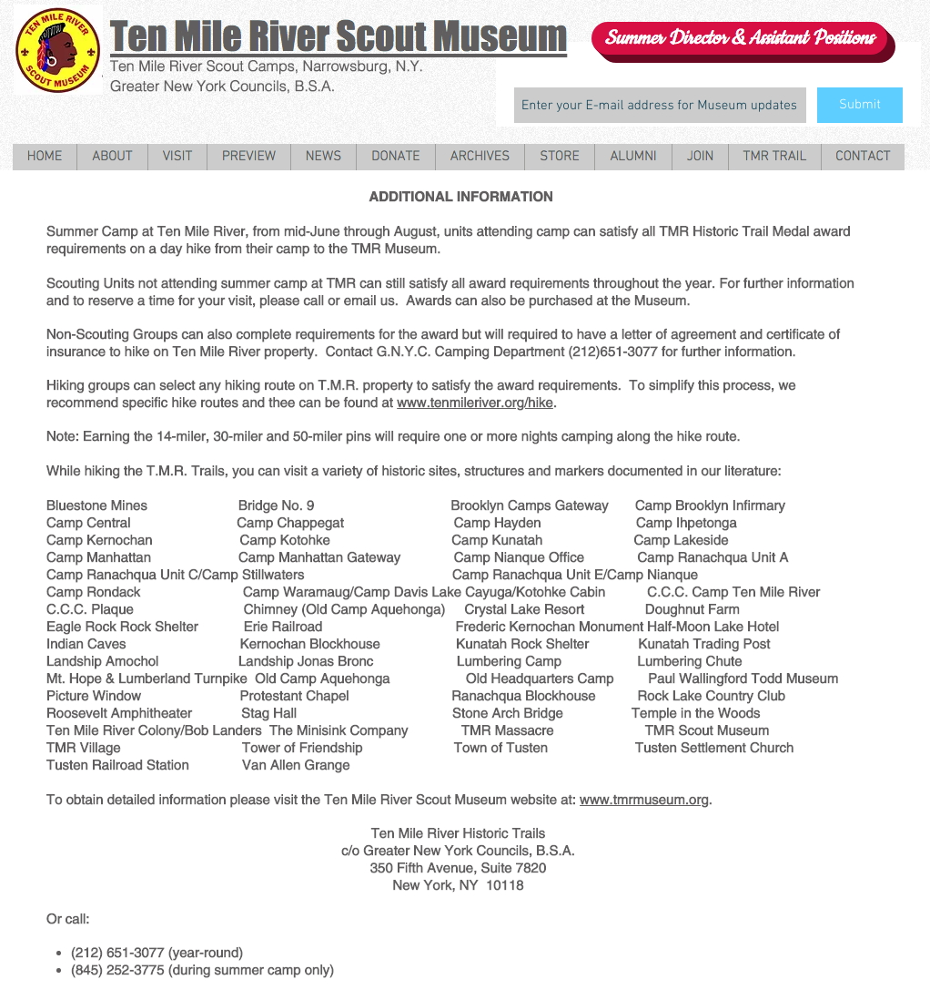 TEN MILE RIVER
SCOUT MUSEUM
Ten Mile River Scout Museum
Ten Mile River Scout Camps, Narrowsburg, N.Y.
Greater New York Councils, B.S.A.
Summer Director & Assistant Positions
Enter your E-mail address for Museum updates Submit
HOME ABOUT VISIT PREVIEW NEWS DONATE ARCHIVES STORE ALUMNI JOIN TMR TRAIL CONTACT
ADDITIONAL INFORMATION
Summer Camp at Ten Mile River, from mid-June through August, units attending camp can satisfy all TMR Historic Trail Medal award
requirements on a day hike from their camp to the TMR Museum.
Scouting Units not attending summer camp at TMR can still satisfy all award requirements throughout the year. For further information
and to reserve a time for your visit, please call or email us.  Awards can also be purchased at the Museum.
Non-Scouting Groups can also complete requirements for the award but will required to have a letter of agreement and certificate of
insurance to hike on Ten Mile River property.  Contact G.N.Y.C. Camping Department (212)651-3077 for further information.
Hiking groups can select any hiking route on T.M.R. property to satisfy the award requirements.  To simplify this process, we
recommend specific hike routes and thee can be found at www.tenmileriver.org/hike.
Note: Earning the 14-miler, 30-miler and 50-miler pins will require one or more nights camping along the hike route.
While hiking the T.M.R. Trails, you can visit a variety of historic sites, structures and markers documented in our literature:
Bluestone Mines Bridge No. 9 Brooklyn Camps Gateway Camp Brooklyn Infirmary
Camp Central Camp Chappegat Camp Hayden Camp Ihpetonga
Camp Kernochan Camp Kotohke Camp Kunatah Camp Lakeside
Camp Manhattan Camp Manhattan Gateway Camp Nianque Office Camp Ranachqua Unit A
Camp Ranachqua Unit C/Camp Stillwaters Camp Ranachqua Unit E/Camp Nianque
Camp Rondack Camp Waramaug/Camp Davis Lake Cayuga/Kotohke Cabin C.C.C. Camp Ten Mile River
C.C.C. Plaque Chimney (Old Camp Aquehonga) Crystal Lake Resort Doughnut Farm
Eagle Rock Rock Shelter Erie Railroad Frederic Kernochan Monument Half-Moon Lake Hotel
Indian Caves Kernochan Blockhouse Kunatah Rock Shelter Kunatah Trading Post
Landship Amochol Landship Jonas Bronc Lumbering Camp Lumbering Chute
Mt. Hope & Lumberland Turnpike Old Camp Aquehonga Old Headquarters Camp Paul Wallingford Todd Museum
Picture Window Protestant Chapel Ranachqua Blockhouse Rock Lake Country Club
Roosevelt Amphitheater Stag Hall Stone Arch Bridge Temple in the Woods
Ten Mile River Colony/Bob Landers The Minisink Company TMR Massacre TMR Scout Museum
TMR Village Tower of Friendship Town of Tusten Tusten Settlement Church
Tusten Railroad Station Van Allen Grange
To obtain detailed information please visit the Ten Mile River Scout Museum website at: www.tmrmuseum.org.
Ten Mile River Historic Trails
c/o Greater New York Councils, B.S.A.
350 Fifth Avenue, Suite 7820
New York, NY  10118
Or call:
• (212) 651-3077 (year-round)
• (845) 252-3775 (during summer camp only)